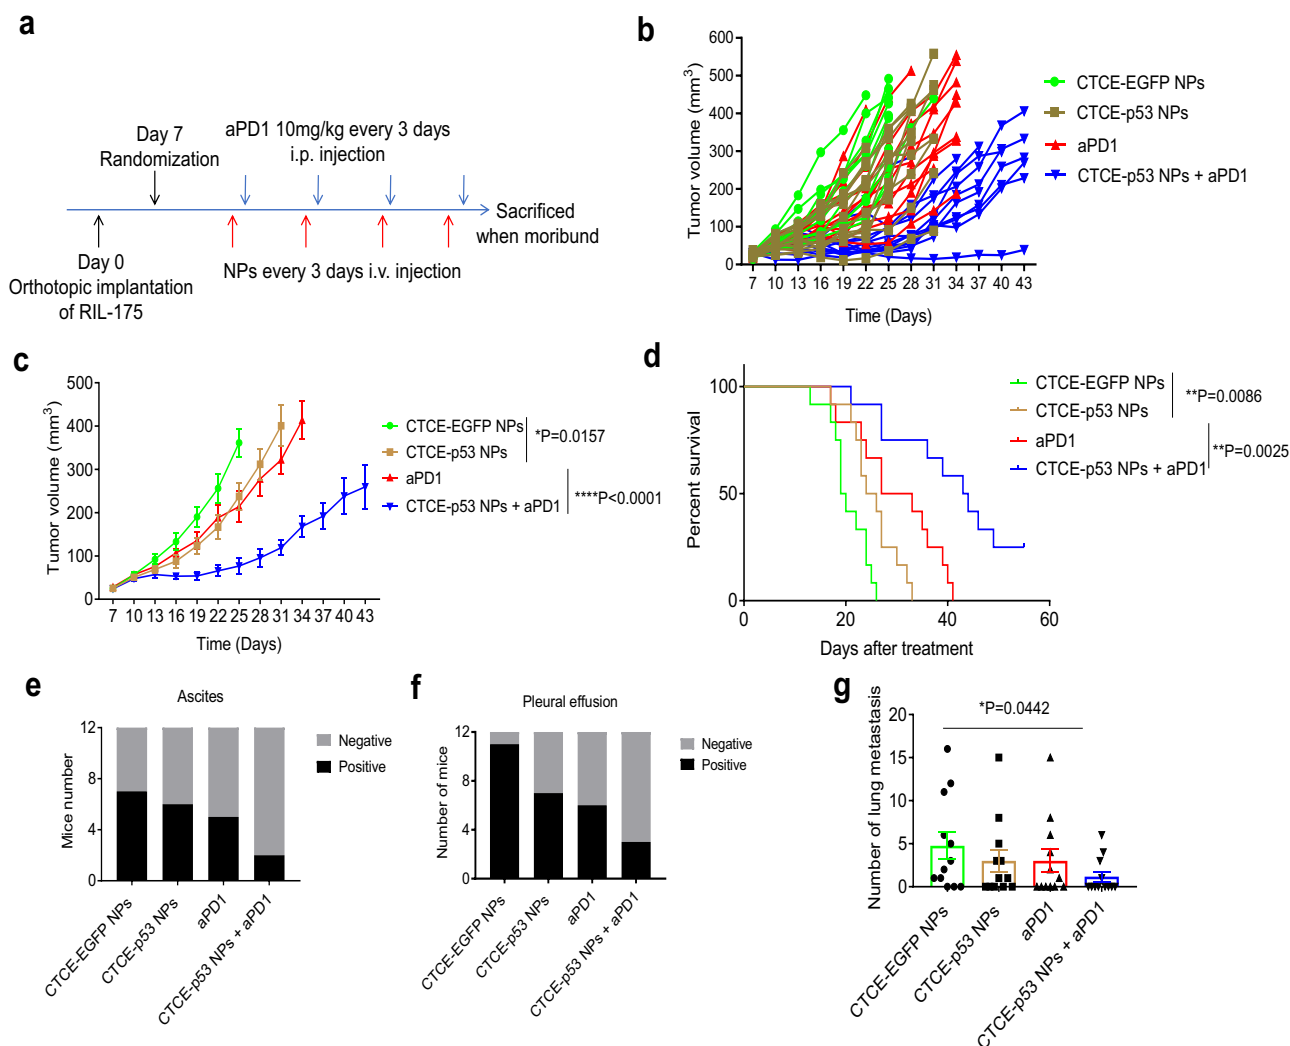 a
Day 7
Randomization
aPD1 10mg/kg every 3 days
i.p. injection
Sacrificed
when moribund
Day 0
Orthotopic implantation
of RIL-175
NPs every 3 days i.v. injection
b
Tumor volume (mm³)
600
500
400
300
200
100
0
7 10 13 16 19 22 25 28 31 34 37 40 43
Time (Days)
CTCE-EGFP NPs
CTCE-p53 NPs
aPD1
CTCE-p53 NPs + aPD1
c
Tumor volume (mm³)
500
400
300
200
100
0
7 10 13 16 19 22 25 28 31 34 37 40 43
Time (Days)
CTCE-EGFP NPs
CTCE-p53 NPs
aPD1
CTCE-p53 NPs + aPD1
*P=0.0157
****P<0.0001
d
Percent survival
100
50
0
0 20 40 60
Days after treatment
CTCE-EGFP NPs
CTCE-p53 NPs
aPD1
CTCE-p53 NPs + aPD1
**P=0.0086
**P=0.0025
e
Ascites
Mice number
12
8
4
0
CTCE-EGFP NPs
CTCE-p53 NPs
aPD1
CTCE-p53 NPs + aPD1
Negative
Positive
f
Pleural effusion
Number of mice
12
8
4
0
CTCE-EGFP NPs
CTCE-p53 NPs
aPD1
CTCE-p53 NPs + aPD1
Negative
Positive
g
*P=0.0442
Number of lung metastasis
20
15
10
5
0
CTCE-EGFP NPs
CTCE-p53 NPs
aPD1
CTCE-p53 NPs + aPD1